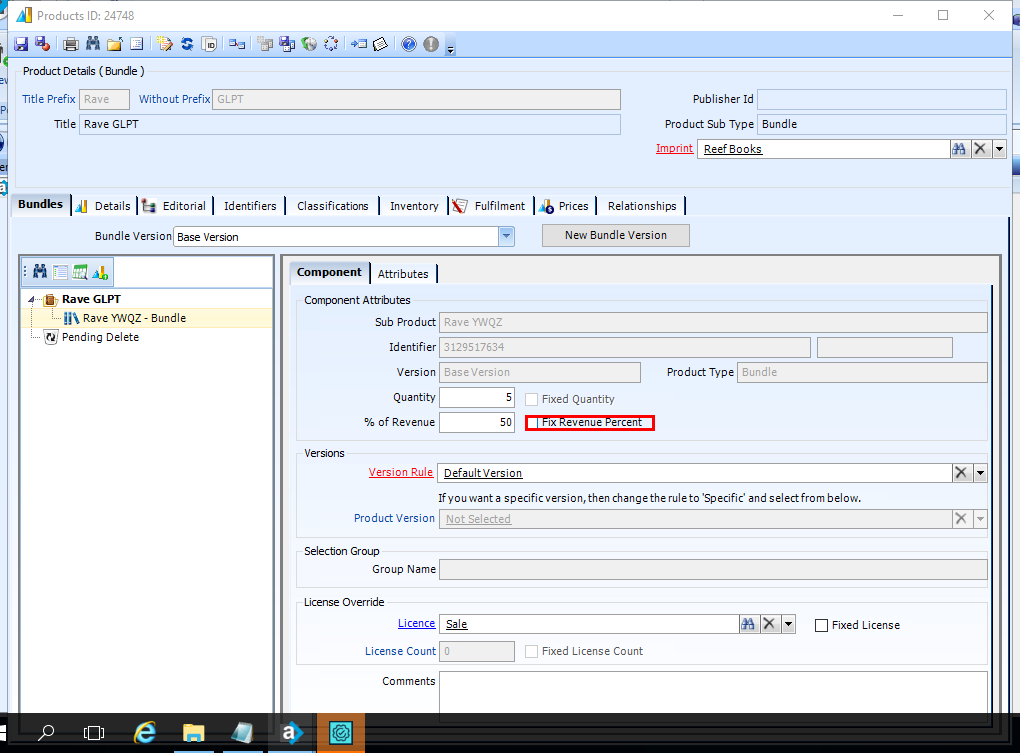 Products ID: 24748
Product Details ( Bundle )
Title Prefix Rave Without Prefix GLPT Publisher Id
Title Rave GLPT Product Sub Type Bundle
Imprint Reef Books
Bundles Details Editorial Identifiers Classifications Inventory Fulfilment Prices Relationships
Bundle Version Base Version New Bundle Version
Component Attributes
Rave GLPT
Rave YWQZ - Bundle
Pending Delete
Component Attributes
Sub Product Rave YWQZ
Identifier 3129517634
Version Base Version Product Type Bundle
Quantity 5 Fixed Quantity
% of Revenue 50 Fix Revenue Percent
Versions
Version Rule Default Version
If you want a specific version, then change the rule to 'Specific' and select from below.
Product Version Not Selected
Selection Group
Group Name
License Override
Licence Sale Fixed License
License Count 0 Fixed License Count
Comments